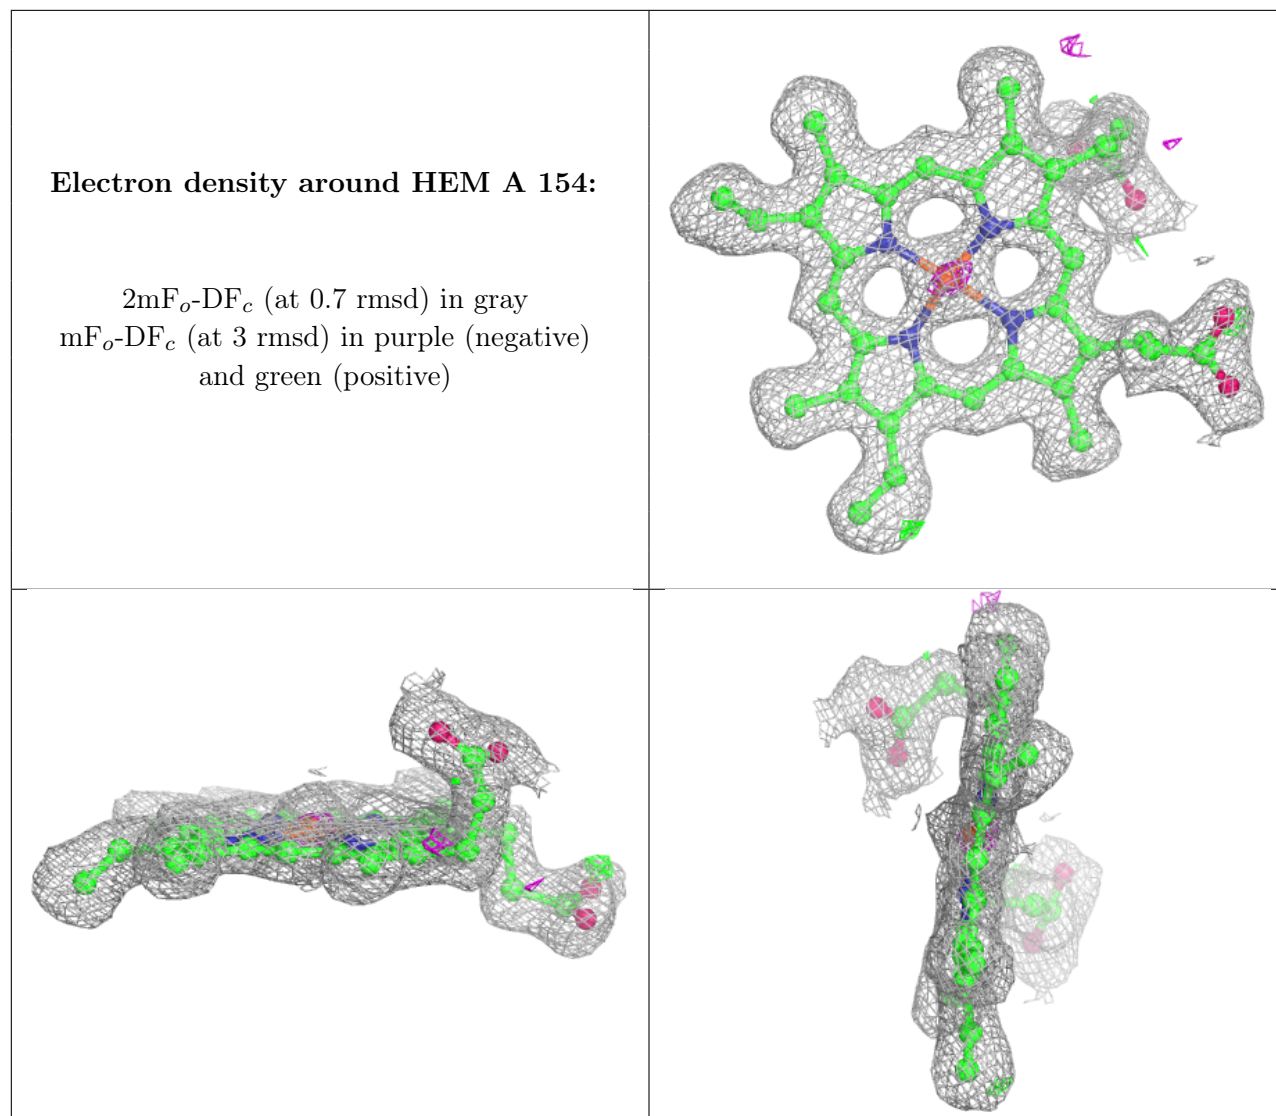 Electron density around HEM A 154:
2mFo-DFc (at 0.7 rmsd) in gray
mFo-DFc (at 3 rmsd) in purple (negative)
and green (positive)